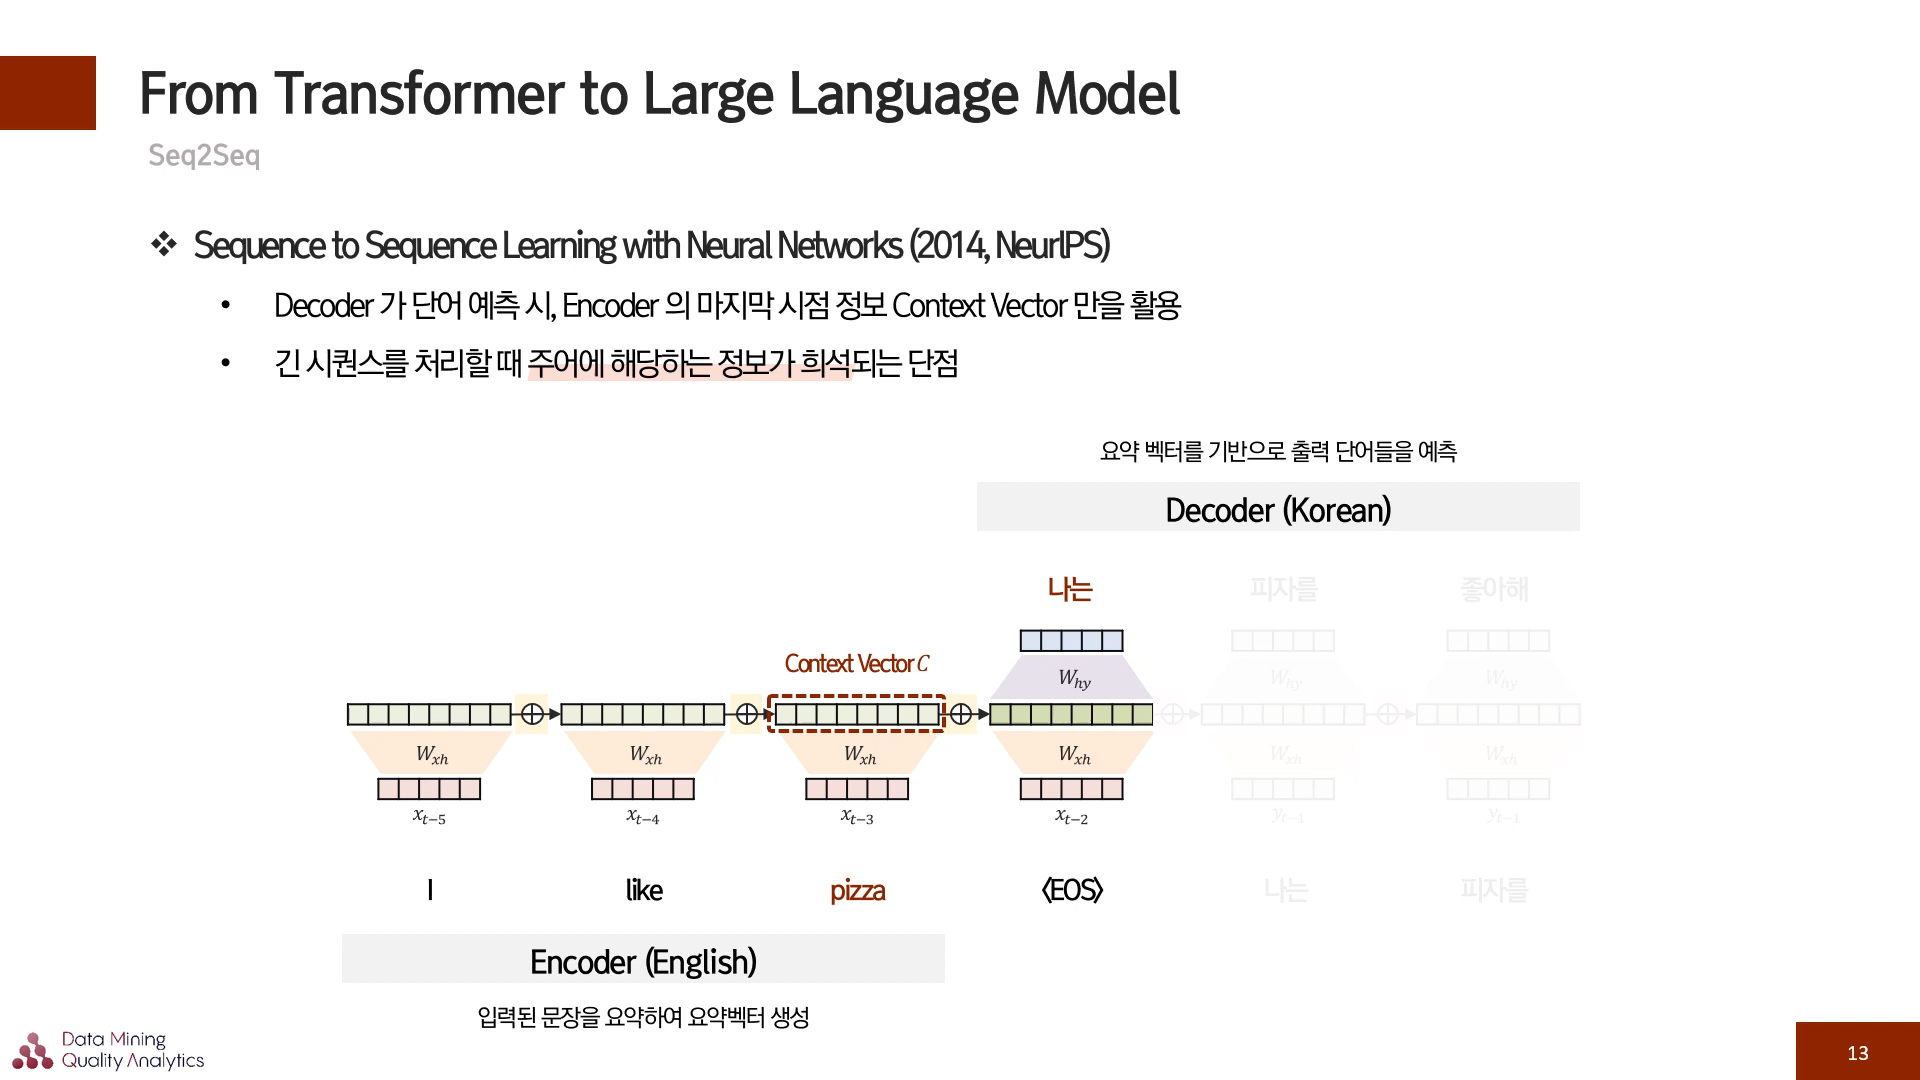 From Transformer to Large Language Model
Seq2Seq
❖ Sequence to Sequence Learning with Neural Networks (2014, NeurIPS)
• Decoder 가 단어 예측 시, Encoder 의 마지막 시점 정보 Context Vector 만을 활용
• 긴 시퀀스를 처리할 때 주어에 해당하는 정보가 희석되는 단점
요약 벡터를 기반으로 출력 단어들을 예측
Decoder (Korean)
나는 피자를 좋아해
Context Vector C
W_hy W_hy W_hy
W_xh W_xh W_xh W_xh W_xh W_xh
x_t−5 x_t−4 x_t−3 x_t−2 y_t−1 y_t−1
I like pizza 〈EOS〉 나는 피자를
Encoder (English)
입력된 문장을 요약하여 요약벡터 생성
Data Mining
Quality Analytics
13